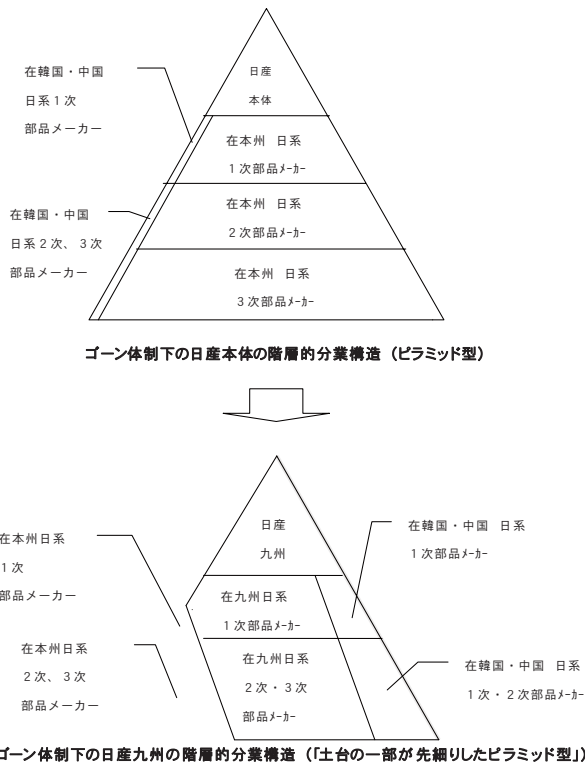 日産
本体
在韓国・中国
日系1次
部品メーカー
在本州 日系
1次部品ﾒｰｶｰ
在韓国・中国
日系2次、3次
部品メーカー
在本州 日系
2次部品ﾒｰｶｰ
在本州 日系
3次部品ﾒｰｶｰ
ゴーン体制下の日産本体の階層的分業構造（ピラミッド型）
日産
九州
在本州日系
1次
部品メーカー
在韓国・中国 日系
1次部品ﾒｰｶｰ
在九州日系
1次部品ﾒｰｶｰ
在本州日系
2次、3次
部品メーカー
在九州日系
2次・3次
部品ﾒｰｶｰ
在韓国・中国 日系
1次・2次部品ﾒｰｶｰ
ゴーン体制下の日産九州の階層的分業構造（「土台の一部が先細りしたピラミッド型」）